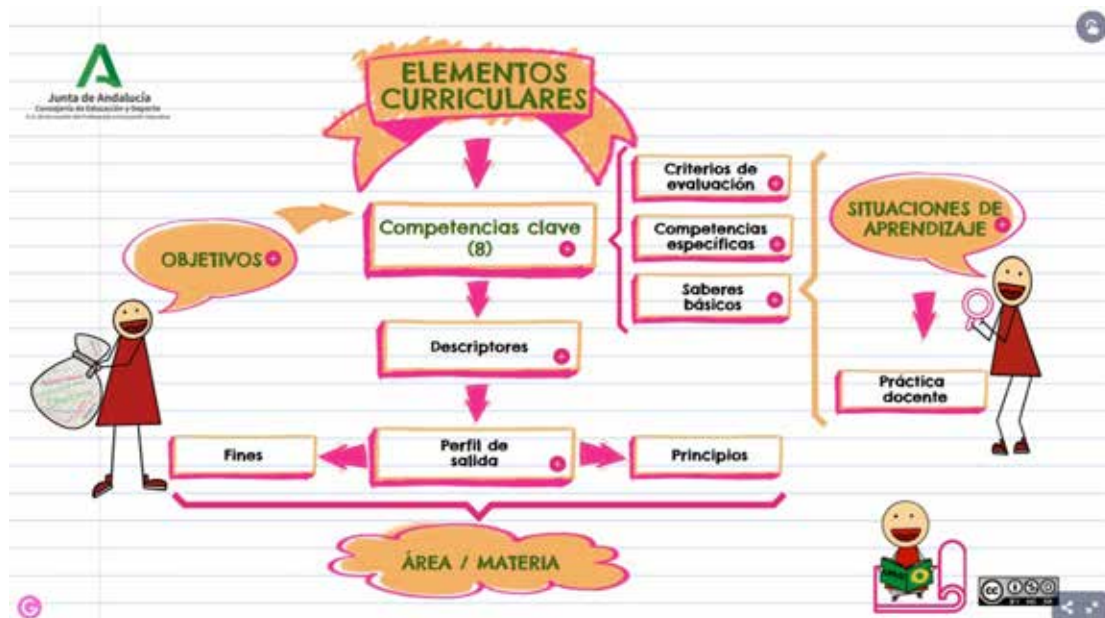 Junta de Andalucía
Consejería de Educación y Deporte
ELEMENTOS
CURRICULARES
OBJETIVOS
Competencias clave
(8)
Criterios de
evaluación
Competencias
específicas
Saberes
básicos
SITUACIONES DE
APRENDIZAJE
Descriptores
Práctica
docente
Fines
Perfil de
salida
Principios
ÁREA / MATERIA
cc